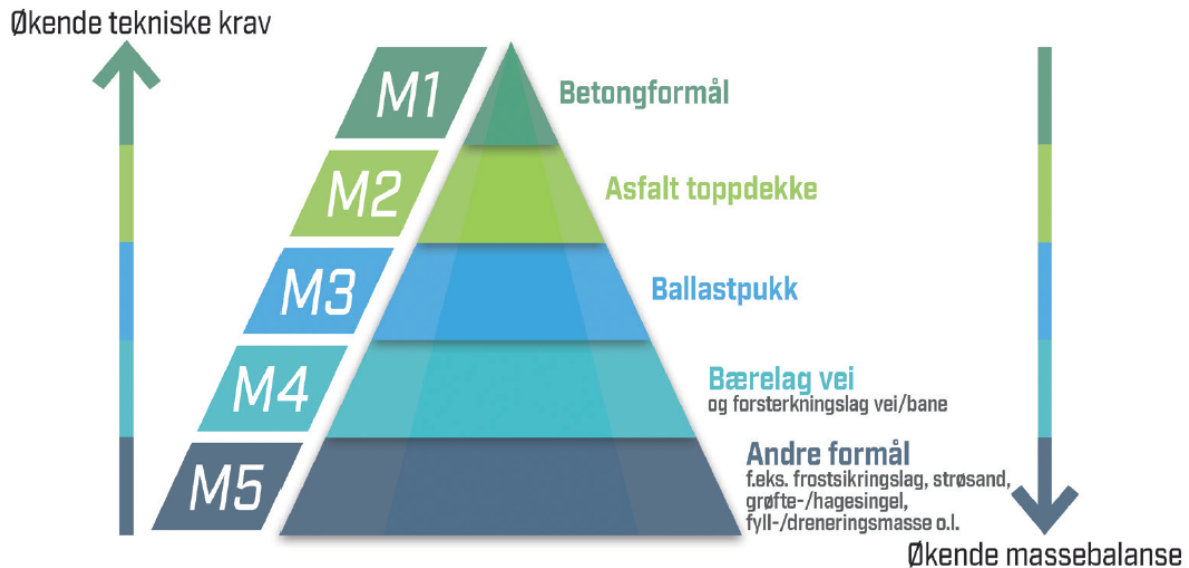 Økende tekniske krav
M1
Betongformål
M2
Asfalt toppdekke
M3
Ballastpukk
M4
Bærelag vei
og forsterkningslag vei/bane
M5
Andre formål
f.eks. frostsikringslag, strøsand,
grøfte-/hagesingel,
fyll-/dreneringsmasse o.l.
Økende massebalanse